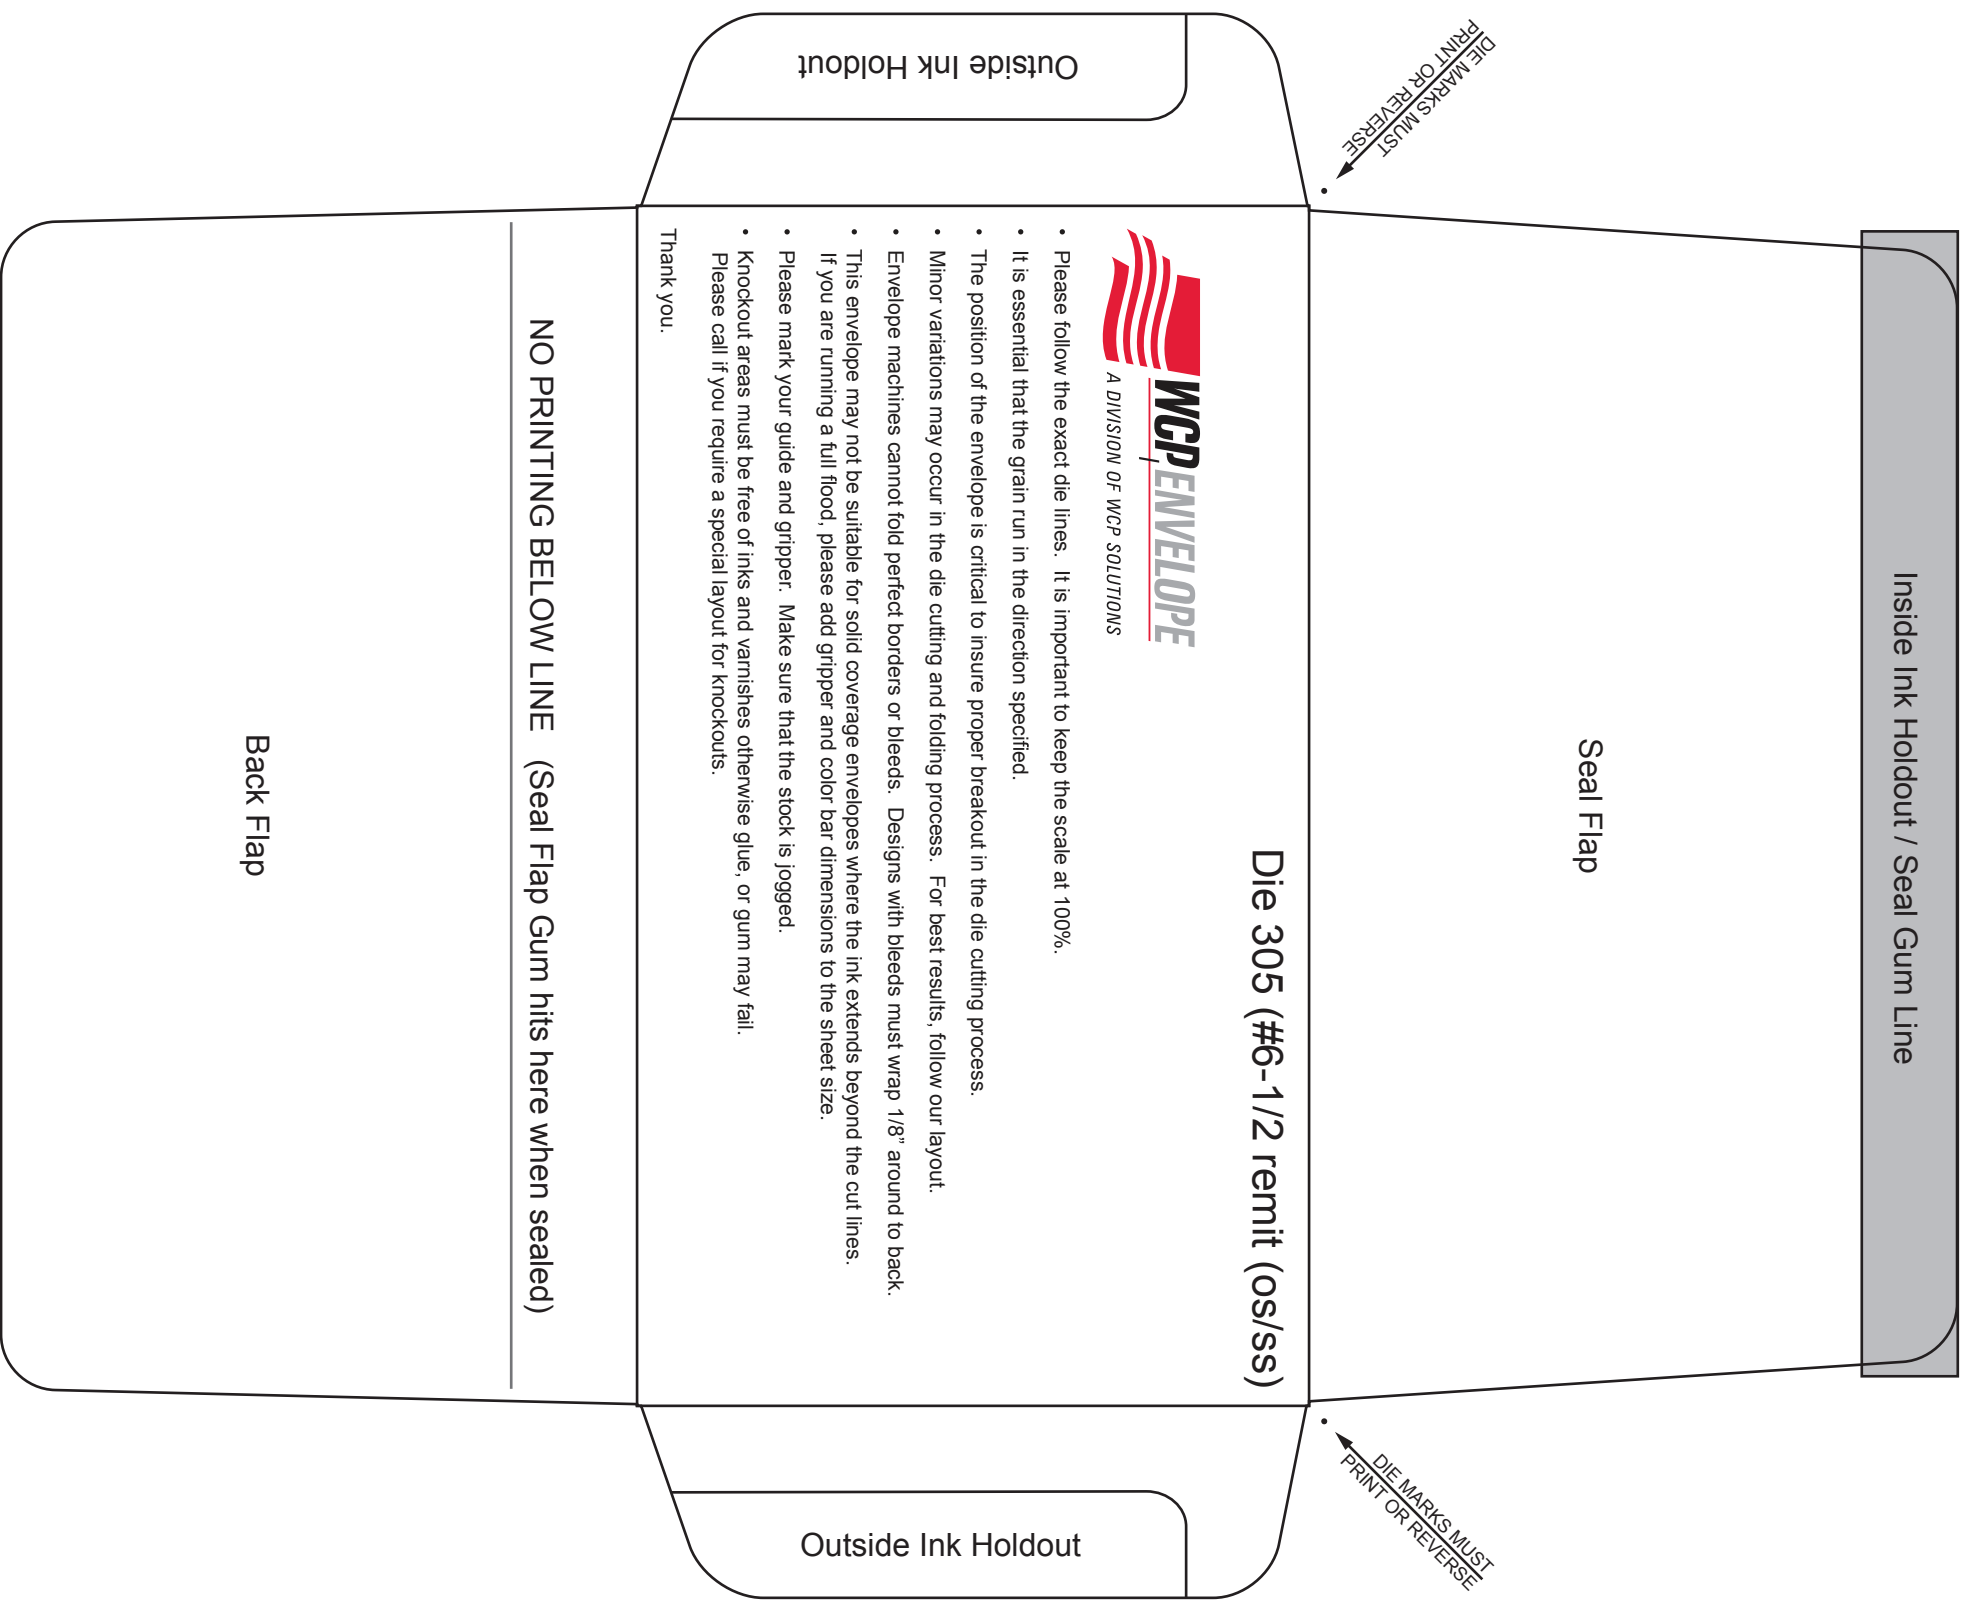 Inside Ink Holdout / Seal Gum Line
Seal Flap
DIE MARKS MUST
PRINT OR REVERSE
DIE MARKS MUST
PRINT OR REVERSE
Die 305 (#6-1/2 remit (os/ss)
WCP ENVELOPE
A DIVISION OF WCP SOLUTIONS
• Please follow the exact die lines.  It is important to keep the scale at 100%.
• It is essential that the grain run in the direction specified.
• The position of the envelope is critical to insure proper breakout in the die cutting process.
• Minor variations may occur in the die cutting and folding process.  For best results, follow our layout.
• Envelope machines cannot fold perfect borders or bleeds.  Designs with bleeds must wrap 1/8” around to back.
• This envelope may not be suitable for solid coverage envelopes where the ink extends beyond the cut lines.
If you are running a full flood, please add gripper and color bar dimensions to the sheet size.
• Please mark your guide and gripper.  Make sure that the stock is jogged.
• Knockout areas must be free of inks and varnishes otherwise glue, or gum may fail.
Please call if you require a special layout for knockouts.
Thank you.
Outside Ink Holdout
Outside Ink Holdout
NO PRINTING BELOW LINE   (Seal Flap Gum hits here when sealed)
Back Flap